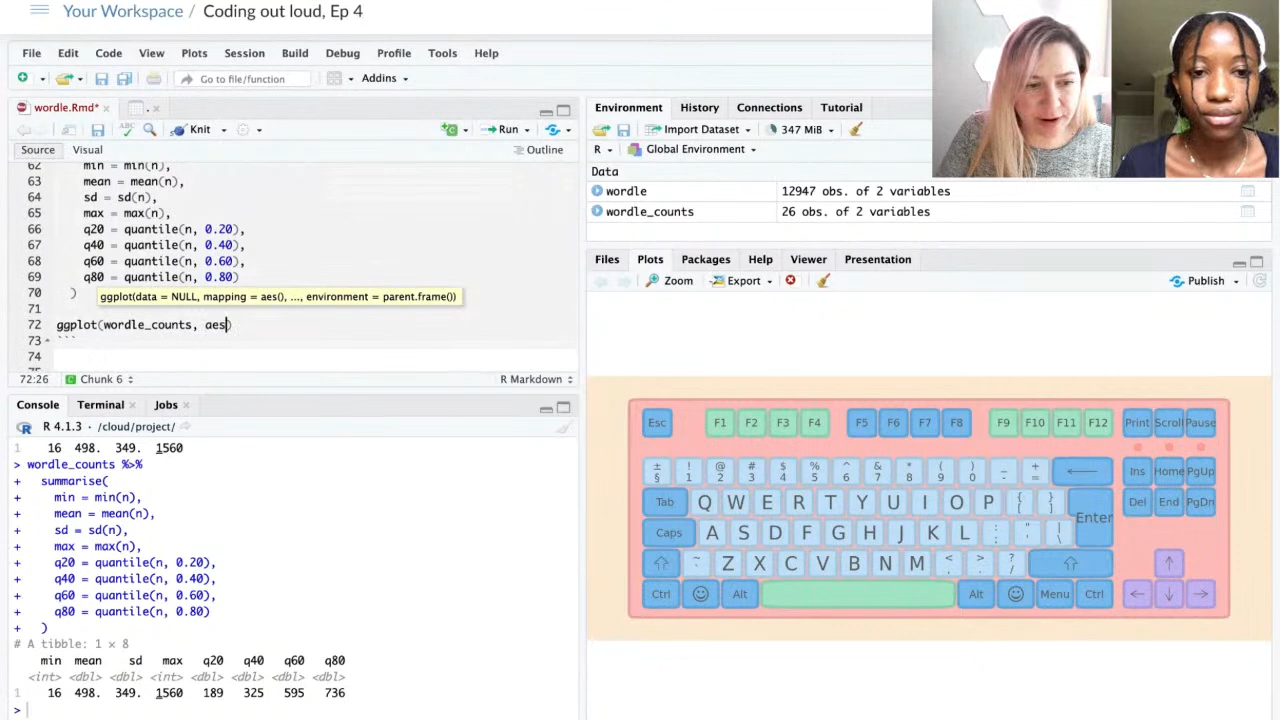 Your Workspace / Coding out loud, Ep 4
File Edit Code View Plots Session Build Debug Profile Tools Help
Go to file/function Addins
wordle.Rmd* .
Knit Run
Source Visual Outline
62 min = min(n),
63 mean = mean(n),
64 sd = sd(n),
65 max = max(n),
66 q20 = quantile(n, 0.20),
67 q40 = quantile(n, 0.40),
68 q60 = quantile(n, 0.60),
69 q80 = quantile(n, 0.80)
70 )
ggplot(data = NULL, mapping = aes(), ..., environment = parent.frame())
71
72 ggplot(wordle_counts, aes)
73 ```
74
72:26 Chunk 6 R Markdown
Console Terminal Jobs
R 4.1.3 · /cloud/project/
1 16 498. 349. 1560
> wordle_counts %>%
+ summarise(
+ min = min(n),
+ mean = mean(n),
+ sd = sd(n),
+ max = max(n),
+ q20 = quantile(n, 0.20),
+ q40 = quantile(n, 0.40),
+ q60 = quantile(n, 0.60),
+ q80 = quantile(n, 0.80)
+ )
# A tibble: 1 × 8
min mean sd max q20 q40 q60 q80
<int> <dbl> <dbl> <int> <dbl> <dbl> <dbl> <dbl>
1 16 498. 349. 1560 189 325 595 736
>
Environment History Connections Tutorial
Import Dataset 347 MiB
R Global Environment
Data
wordle 12947 obs. of 2 variables
wordle_counts 26 obs. of 2 variables
Files Plots Packages Help Viewer Presentation
Zoom Export Publish
Esc F1 F2 F3 F4 F5 F6 F7 F8 F9 F10 F11 F12 Print Scroll Pause
± ! @ # $ % ^ & * ( ) _ +
§ 1 2 3 4 5 6 7 8 9 0 - = Ins Home PgUp
Tab Q W E R T Y U I O P { [ } ] Enter Del End PgDn
Caps A S D F G H J K L : ; " ' | \
~ ` Z X C V B N M < , > . ? /
Ctrl Alt Alt Menu Ctrl